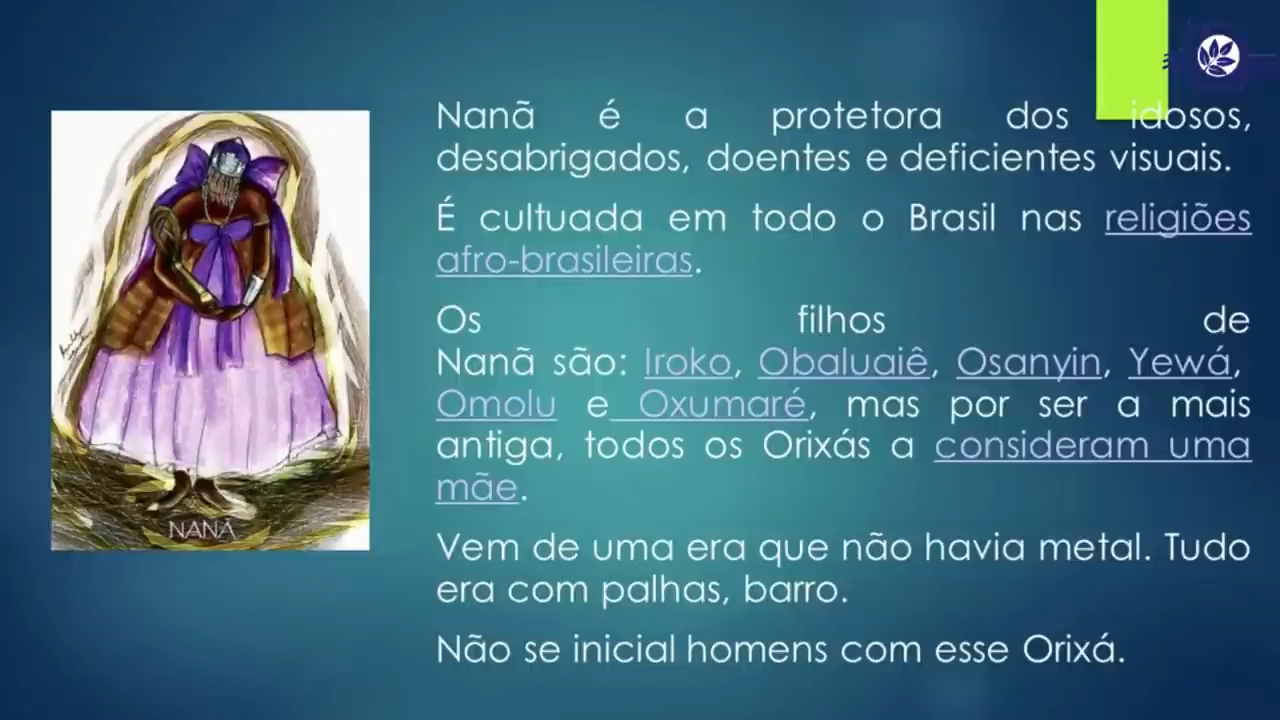 Nanã é a protetora dos idosos,
desabrigados, doentes e deficientes visuais.
É cultuada em todo o Brasil nas religiões
afro-brasileiras.
Os filhos de
Nanã são: Iroko, Obaluaiê, Osanyin, Yewá,
Omolu e Oxumaré, mas por ser a mais
antiga, todos os Orixás a consideram uma
mãe.
Vem de uma era que não havia metal. Tudo
era com palhas, barro.
Não se inicial homens com esse Orixá.
NANÃ